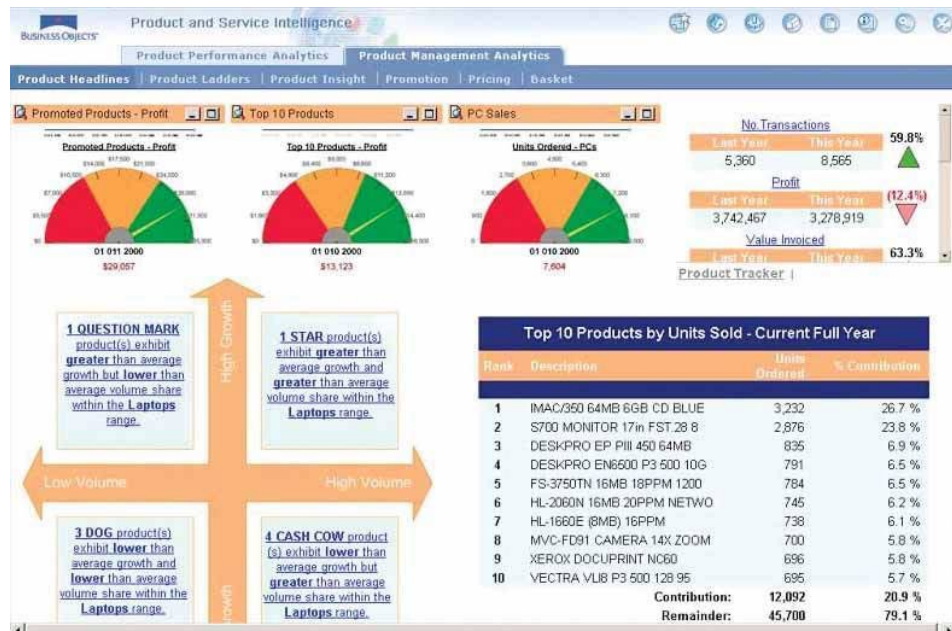 BUSINESS OBJECTS
Product and Service Intelligence
Product Performance Analytics
Product Management Analytics
Product Headlines | Product Ladders | Product Insight | Promotion | Pricing | Basket
Promoted Products - Profit
Top 10 Products
PC Sales
Promoted Products - Profit
$14,000 $17,500 $21,000
$0
01 011 2000
$29,057
Top 10 Products - Profit
$0
01 010 2000
$13,123
Units Ordered - PCs
2,700 4,500
01 010 2000
7,604
No.Transactions
Last Year This Year
5,360 8,565
59.8%
Profit
Last Year This Year
3,742,467 3,278,919
(12.4%)
Value Invoiced
Last Year This Year
63.3%
Product Tracker |
High Growth
Low Volume
High Volume
1 QUESTION MARK
product(s) exhibit
greater than average
growth but lower than
average volume share
within the Laptops
range.
1 STAR product(s)
exhibit greater than
average growth and
greater than average
volume share within the
Laptops range.
3 DOG product(s)
exhibit lower than
average growth and
lower than average
volume share within the
Laptops range.
4 CASH COW product
(s) exhibit lower than
average growth but
greater than average
volume share within the
Laptops range.
Top 10 Products by Units Sold - Current Full Year
Rank Description Units Ordered % Contribution
1 IMAC/350 64MB 6GB CD BLUE 3,232 26.7 %
2 S700 MONITOR 17in FST.28 8 2,876 23.8 %
3 DESKPRO EP PIII 450 64MB 835 6.9 %
4 DESKPRO EN6500 P3 500 10G 791 6.5 %
5 FS-3750TN 16MB 18PPM 1200 784 6.5 %
6 HL-2060N 16MB 20PPM NETWO 745 6.2 %
7 HL-1660E (8MB) 16PPM 738 6.1 %
8 MVC-FD91 CAMERA 14X ZOOM 700 5.8 %
9 XEROX DOCUPRINT NC60 696 5.8 %
10 VECTRA VLI8 P3 500 128 95 695 5.7 %
Contribution: 12,092 20.9 %
Remainder: 45,700 79.1 %